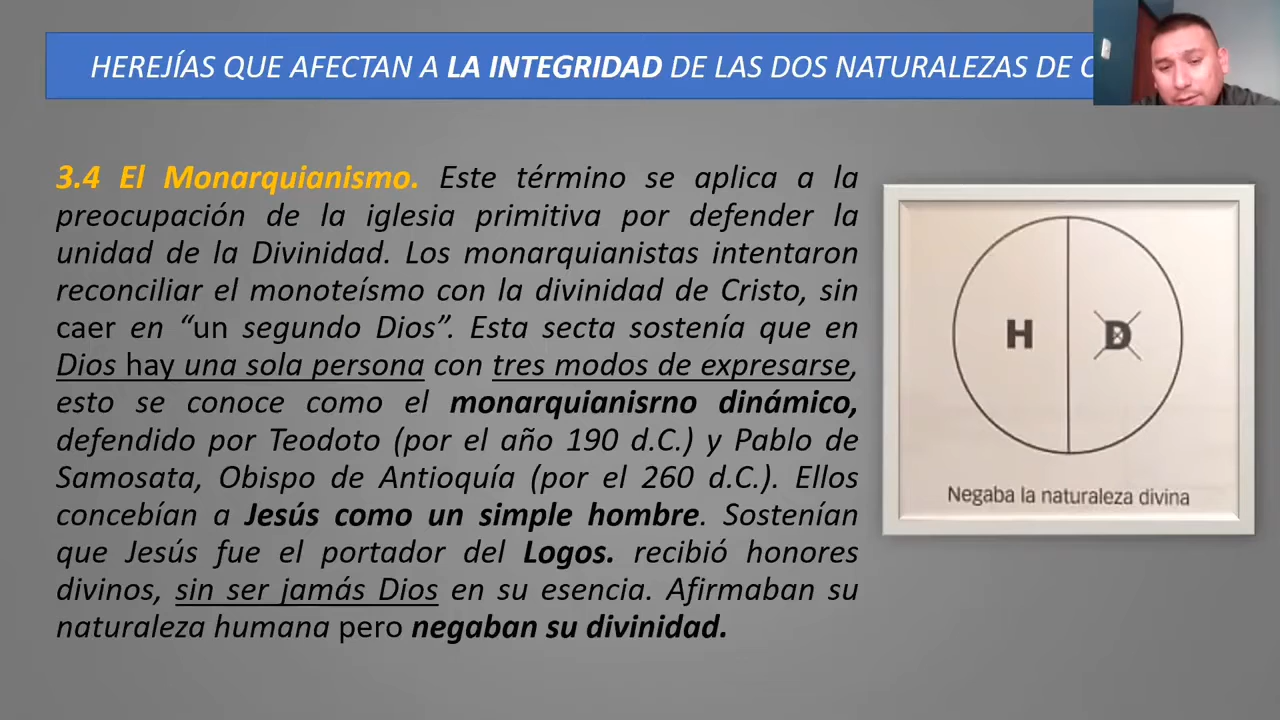 HEREJÍAS QUE AFECTAN A LA INTEGRIDAD DE LAS DOS NATURALEZAS DE
3.4 El Monarquianismo. Este término se aplica a la
preocupación de la iglesia primitiva por defender la
unidad de la Divinidad. Los monarquianistas intentaron
reconciliar el monoteísmo con la divinidad de Cristo, sin
caer en “un segundo Dios”. Esta secta sostenía que en
Dios hay una sola persona con tres modos de expresarse,
esto se conoce como el monarquianisrno dinámico,
defendido por Teodoto (por el año 190 d.C.) y Pablo de
Samosata, Obispo de Antioquía (por el 260 d.C.). Ellos
concebían a Jesús como un simple hombre. Sostenían
que Jesús fue el portador del Logos. recibió honores
divinos, sin ser jamás Dios en su esencia. Afirmaban su
naturaleza humana pero negaban su divinidad.
H D
Negaba la naturaleza divina